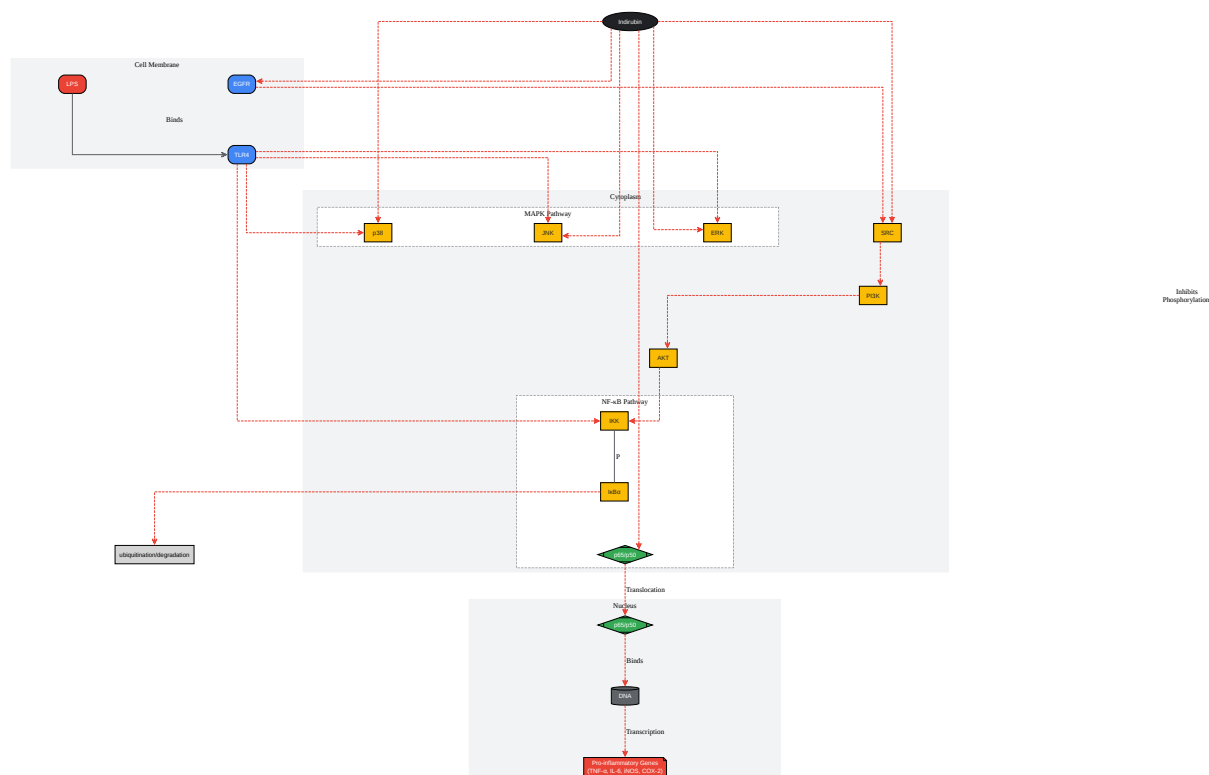 Indirubin
Cell Membrane
LPS
EGFR
Binds
TLR4
Cytoplasm
MAPK Pathway
p38
JNK
ERK
SRC
PI3K
Inhibits
Phosphorylation
AKT
NF-κB Pathway
IKK
P
IκBα
ubiquitination/degradation
p65/p50
Translocation
Nucleus
p65/p50
Binds
DNA
Transcription
Pro-inflammatory Genes
(TNF-α, IL-6, iNOS, COX-2)